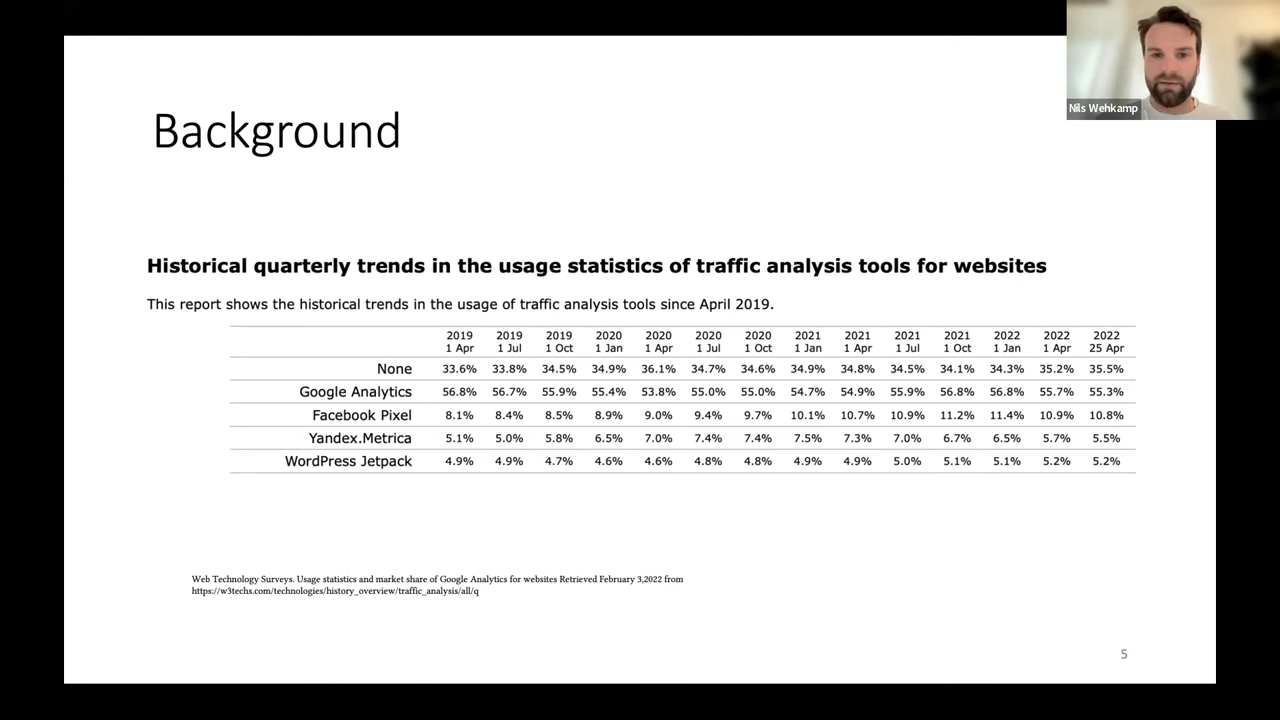 Nils Wehkamp
Background
Historical quarterly trends in the usage statistics of traffic analysis tools for websites
This report shows the historical trends in the usage of traffic analysis tools since April 2019.
2019 2019 2019 2020 2020 2020 2020 2021 2021 2021 2021 2022 2022 2022
1 Apr 1 Jul 1 Oct 1 Jan 1 Apr 1 Jul 1 Oct 1 Jan 1 Apr 1 Jul 1 Oct 1 Jan 1 Apr 25 Apr
None 33.6% 33.8% 34.5% 34.9% 36.1% 34.7% 34.6% 34.9% 34.8% 34.5% 34.1% 34.3% 35.2% 35.5%
Google Analytics 56.8% 56.7% 55.9% 55.4% 53.8% 55.0% 55.0% 54.7% 54.9% 55.9% 56.8% 56.8% 55.7% 55.3%
Facebook Pixel 8.1% 8.4% 8.5% 8.9% 9.0% 9.4% 9.7% 10.1% 10.7% 10.9% 11.2% 11.4% 10.9% 10.8%
Yandex.Metrica 5.1% 5.0% 5.8% 6.5% 7.0% 7.4% 7.4% 7.5% 7.3% 7.0% 6.7% 6.5% 5.7% 5.5%
WordPress Jetpack 4.9% 4.9% 4.7% 4.6% 4.6% 4.8% 4.8% 4.9% 4.9% 5.0% 5.1% 5.1% 5.2% 5.2%
Web Technology Surveys. Usage statistics and market share of Google Analytics for websites Retrieved February 3,2022 from
https://w3techs.com/technologies/history_overview/traffic_analysis/all/q
5